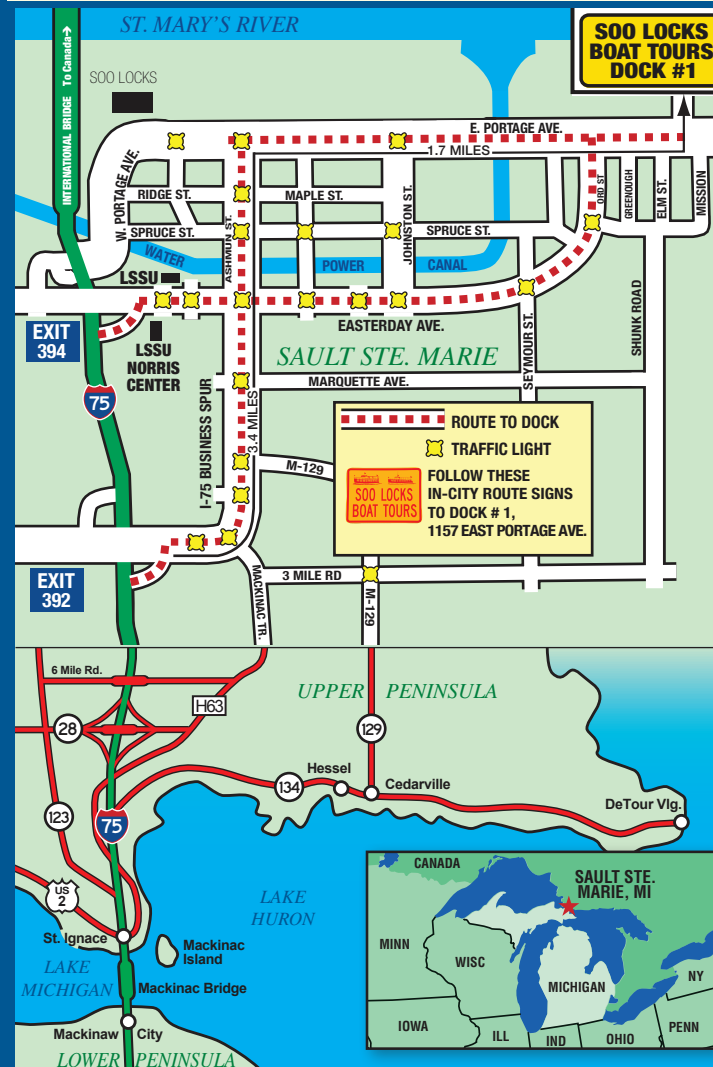 ST. MARY'S RIVER
SOO LOCKS
BOAT TOURS
DOCK #1
INTERNATIONAL BRIDGE To Canada→
SOO LOCKS
E. PORTAGE AVE.
1.7 MILES
W. PORTAGE AVE.
RIDGE ST.
MAPLE ST.
ASHMUN ST.
JOHNSTON ST.
ORD ST
GREENOUGH
ELM ST.
MISSION
SPRUCE ST.
SPRUCE ST.
WATER
POWER
CANAL
LSSU
EASTERDAY AVE.
EXIT
394
LSSU
NORRIS
CENTER
SAULT STE. MARIE
SEYMOUR ST.
SHUNK ROAD
75
MARQUETTE AVE.
I-75 BUSINESS SPUR
3.4 MILES
M-129
ROUTE TO DOCK
TRAFFIC LIGHT
SOO LOCKS
BOAT TOURS
FOLLOW THESE
IN-CITY ROUTE SIGNS
TO DOCK # 1,
1157 EAST PORTAGE AVE.
EXIT
392
MACKINAC TR.
3 MILE RD
M-129
6 Mile Rd.
H63
UPPER PENINSULA
28
129
Hessel
Cedarville
134
DeTour Vlg.
123
75
US
2
LAKE
HURON
St. Ignace
Mackinac
Island
LAKE
MICHIGAN
Mackinac Bridge
Mackinaw City
LOWER PENINSULA
CANADA
SAULT STE.
MARIE, MI
MINN
WISC
MICHIGAN
NY
IOWA
ILL
IND
OHIO
PENN